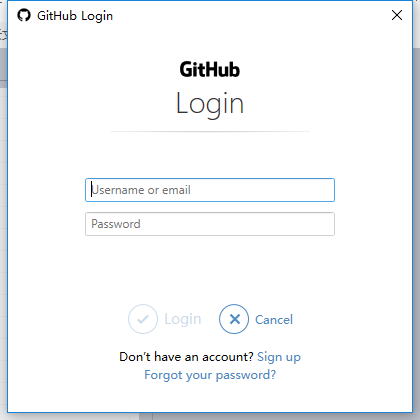 GitHub Login
GitHub
Login
Username or email
Password
Login
Cancel
Don't have an account? Sign up
Forgot your password?